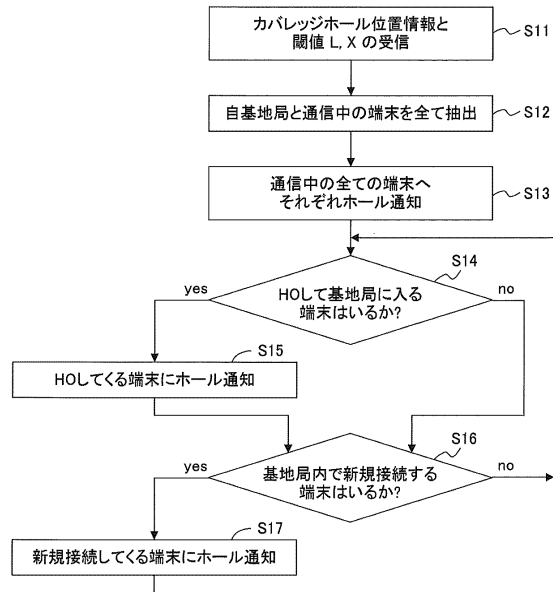 カバレッジホール位置情報と
閾値 L, X の受信
S11
自基地局と通信中の端末を全て抽出
S12
通信中の全ての端末へ
それぞれホール通知
S13
S14
yes
HOして基地局に入る
端末はいるか?
no
S15
HOしてくる端末にホール通知
S16
yes
基地局内で新規接続する
端末はいるか?
no
S17
新規接続してくる端末にホール通知